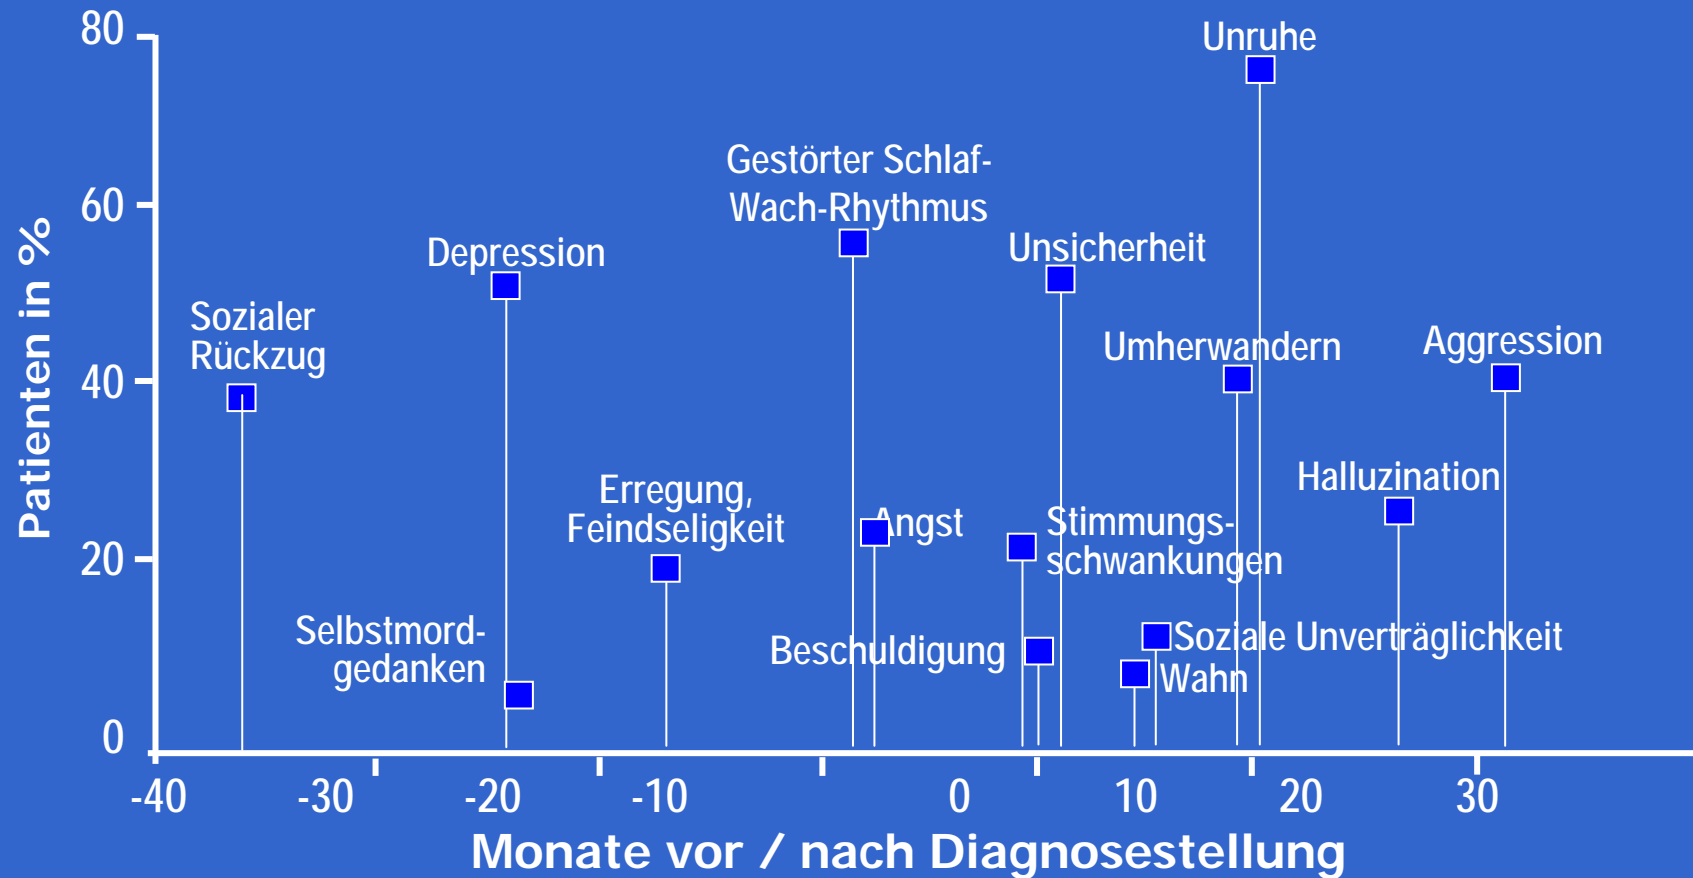 80
Unruhe
Gestörter Schlaf-
Wach-Rhythmus
60
Depression
Unsicherheit
Sozialer
Rückzug
Umherwandern
Aggression
40
Erregung,
Feindseligkeit
Angst
Stimmungs-
schwankungen
Halluzination
20
Selbstmord-
gedanken
Beschuldigung
Soziale Unverträglichkeit
Wahn
0
Patienten in %
-40 -30 -20 -10 0 10 20 30
Monate vor / nach Diagnosestellung